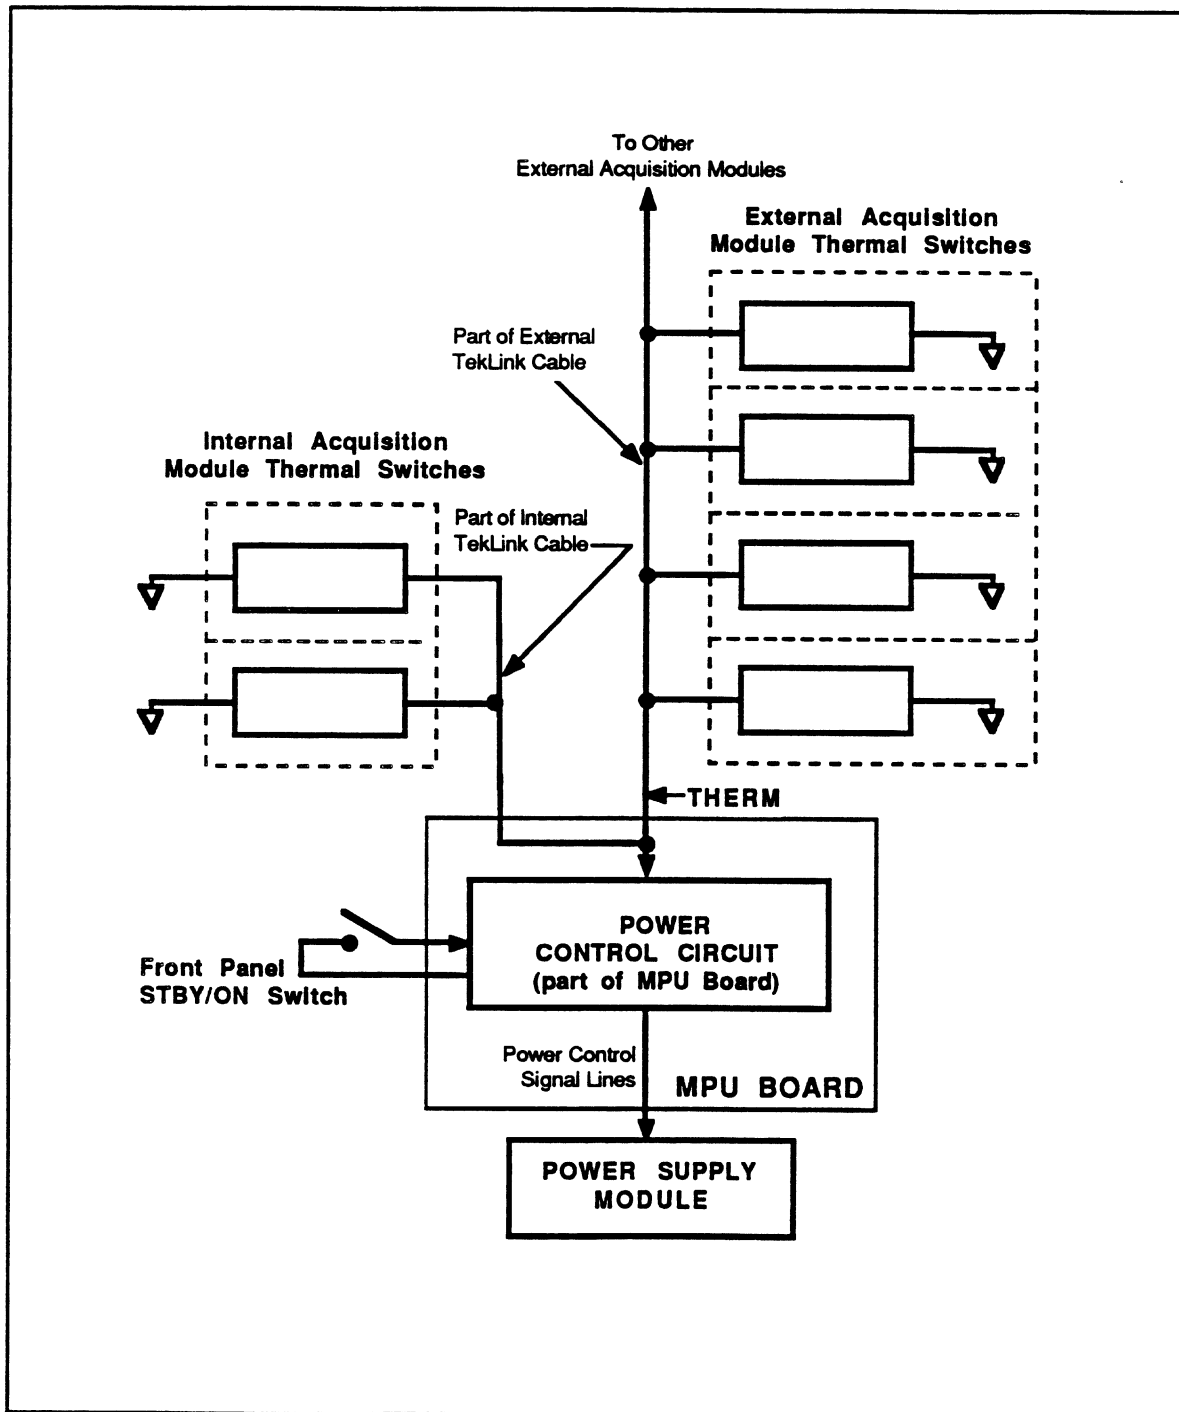 To Other
External Acquisition Modules
External Acquisition
Module Thermal Switches
Part of External
TekLink Cable
Internal Acquisition
Module Thermal Switches
Part of Internal
TekLink Cable
THERM
POWER
CONTROL CIRCUIT
(part of MPU Board)
Front Panel
STBY/ON Switch
Power Control
Signal Lines
MPU BOARD
POWER SUPPLY
MODULE